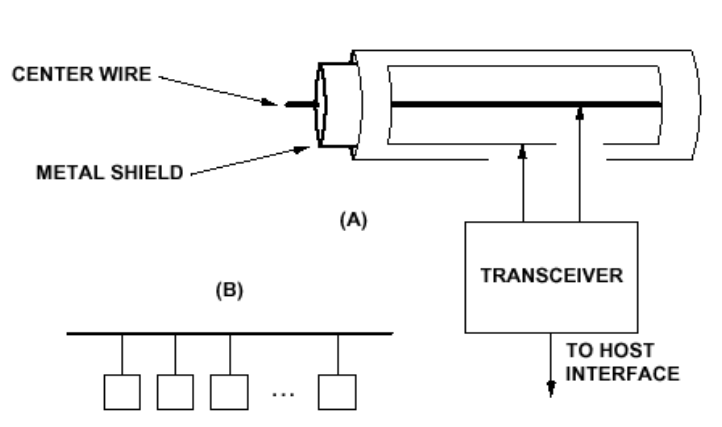 CENTER WIRE
METAL SHIELD
(A)
TRANSCEIVER
(B)
TO HOST
INTERFACE
...